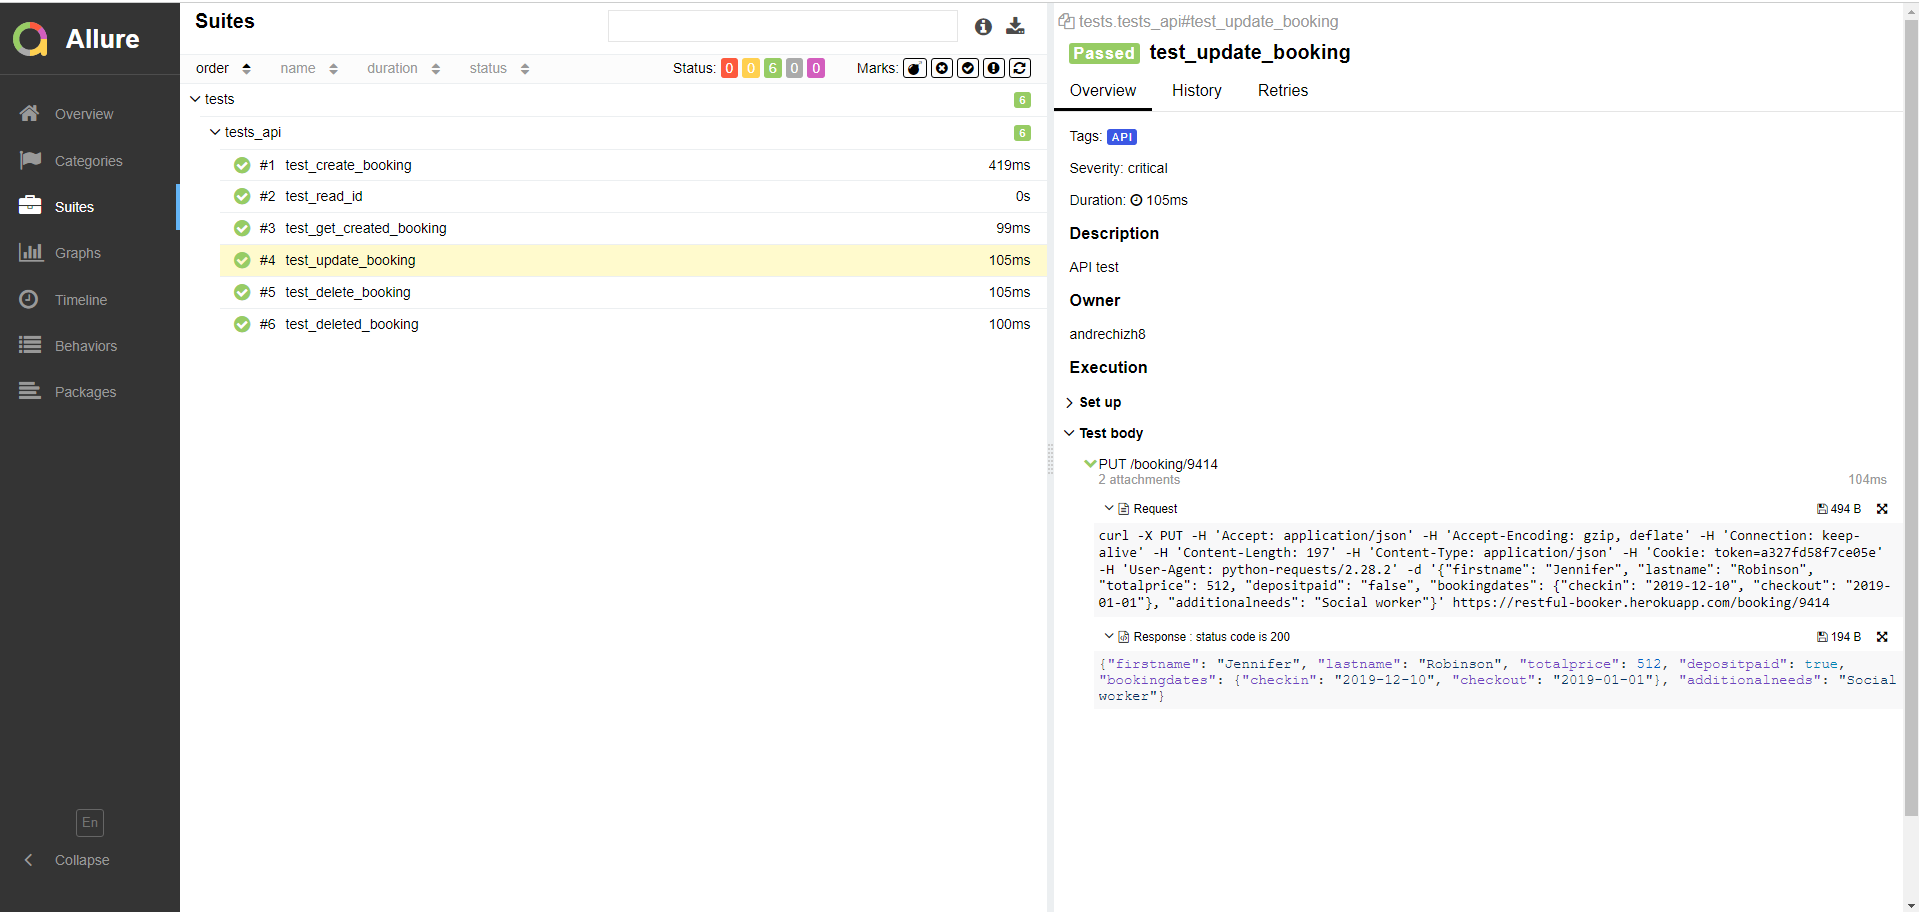 Allure
Overview
Categories
Suites
Graphs
Timeline
Behaviors
Packages
En
Collapse
Suites
order name duration status Status: 0 0 6 0 0 Marks:
tests 6
tests_api 6
#1 test_create_booking 419ms
#2 test_read_id 0s
#3 test_get_created_booking 99ms
#4 test_update_booking 105ms
#5 test_delete_booking 105ms
#6 test_deleted_booking 100ms
tests.tests_api#test_update_booking
Passed test_update_booking
Overview History Retries
Tags: API
Severity: critical
Duration: 105ms
Description
API test
Owner
andrechizh8
Execution
Set up
Test body
PUT /booking/9414
2 attachments 104ms
Request 494 B
curl -X PUT -H 'Accept: application/json' -H 'Accept-Encoding: gzip, deflate' -H 'Connection: keep-
alive' -H 'Content-Length: 197' -H 'Content-Type: application/json' -H 'Cookie: token=a327fd58f7ce05e'
-H 'User-Agent: python-requests/2.28.2' -d '{"firstname": "Jennifer", "lastname": "Robinson",
"totalprice": 512, "depositpaid": "false", "bookingdates": {"checkin": "2019-12-10", "checkout": "2019-
01-01"}, "additionalneeds": "Social worker"}' https://restful-booker.herokuapp.com/booking/9414
Response : status code is 200 194 B
{"firstname": "Jennifer", "lastname": "Robinson", "totalprice": 512, "depositpaid": true,
"bookingdates": {"checkin": "2019-12-10", "checkout": "2019-01-01"}, "additionalneeds": "Social
worker"}